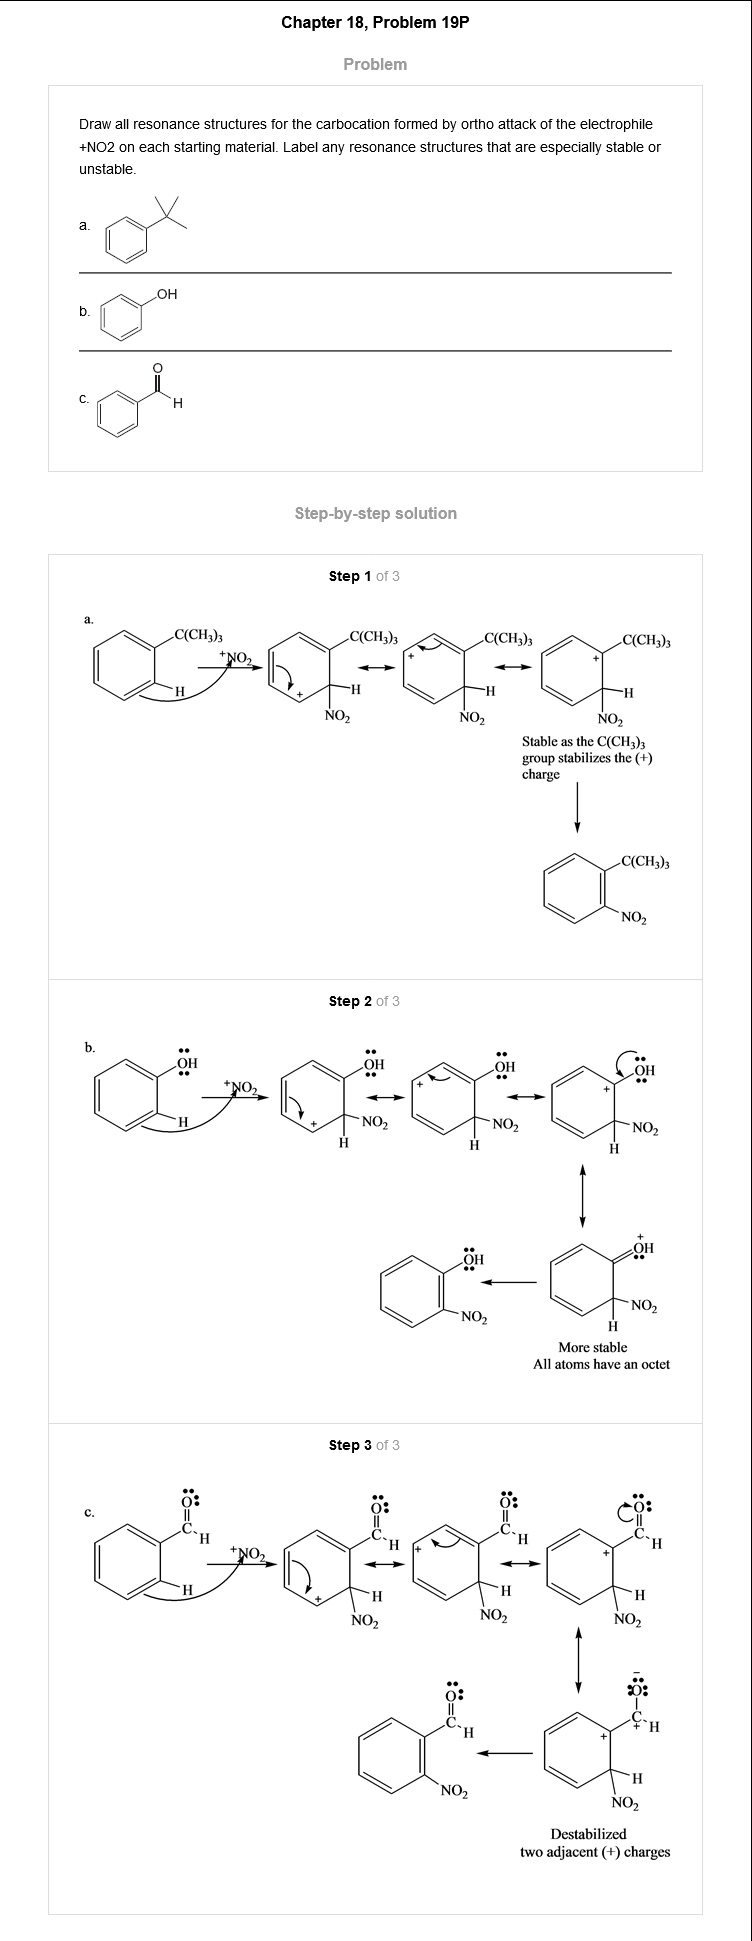 Chapter 18, Problem 19P
Problem
Draw all resonance structures for the carbocation formed by ortho attack of the electrophile
+NO2 on each starting material. Label any resonance structures that are especially stable or
unstable.
a.
b.
OH
c.
O
H
Step-by-step solution
Step 1 of 3
a.
C(CH₃)₃
H
⁺NO₂
C(CH₃)₃
+
H
NO₂
C(CH₃)₃
+
H
NO₂
C(CH₃)₃
+
H
NO₂
Stable as the C(CH₃)₃
group stabilizes the (+)
charge
C(CH₃)₃
NO₂
Step 2 of 3
b.
OH
H
⁺NO₂
OH
+
NO₂
H
OH
+
NO₂
H
OH
+
NO₂
H
OH
NO₂
+
OH
NO₂
H
More stable
All atoms have an octet
Step 3 of 3
c.
O
C
H
H
⁺NO₂
O
C
H
+
H
NO₂
O
C
H
+
H
NO₂
O
C
H
+
H
NO₂
O
C
H
NO₂
−
O
C
+
H
+
H
NO₂
Destabilized
two adjacent (+) charges